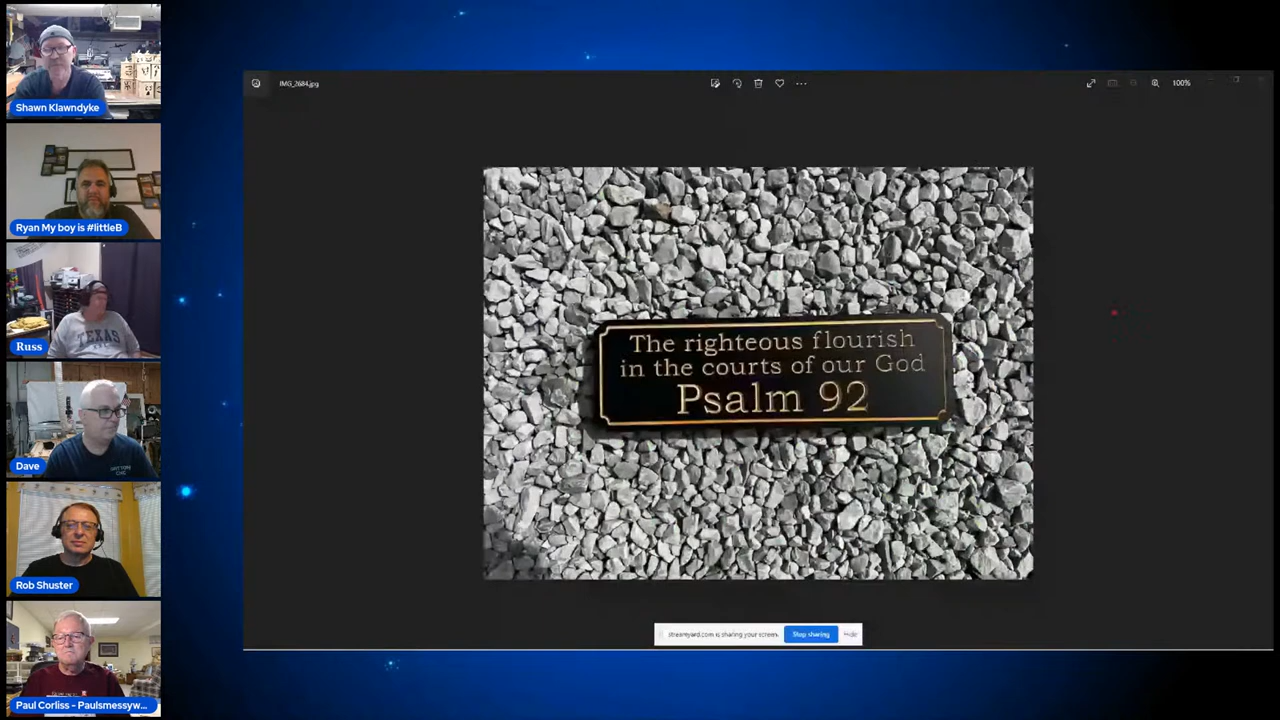 Shawn Klawndyke
Ryan My boy is #littleB
TEXAS
Russ
Dave
Rob Shuster
Paul Corliss - Paulsmessyw...
IMG_2684.jpg
100%
The righteous flourish
in the courts of our God
Psalm 92
streamyard.com is sharing your screen.
Stop sharing
Hide